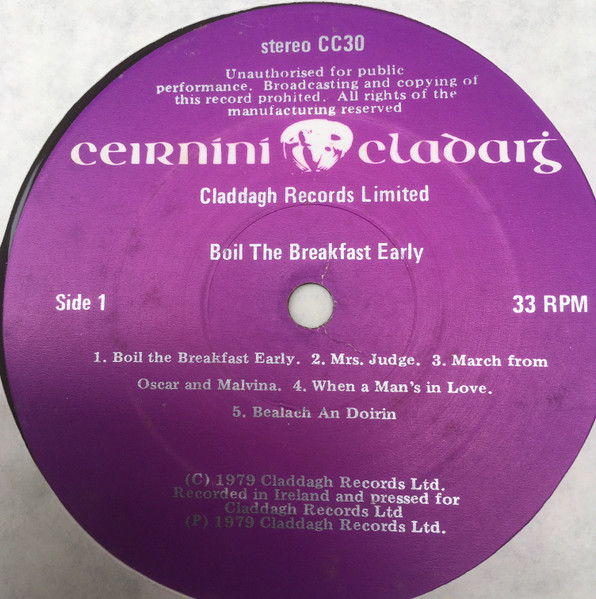 stereo CC30
Unauthorised for public
performance. Broadcasting and copying of
this record prohited. All rights of the
manufacturing reserved
ceirníní cladaiġ
Claddagh Records Limited
Boil The Breakfast Early
Side 1
33 RPM
1. Boil the Breakfast Early. 2. Mrs. Judge. 3. March from
Oscar and Malvina. 4. When a Man's in Love.
5. Bealach An Doirin
(C) 1979 Claddagh Records Ltd.
Recorded in Ireland and pressed for
Claddagh Records Ltd
(P) 1979 Claddagh Records Ltd.